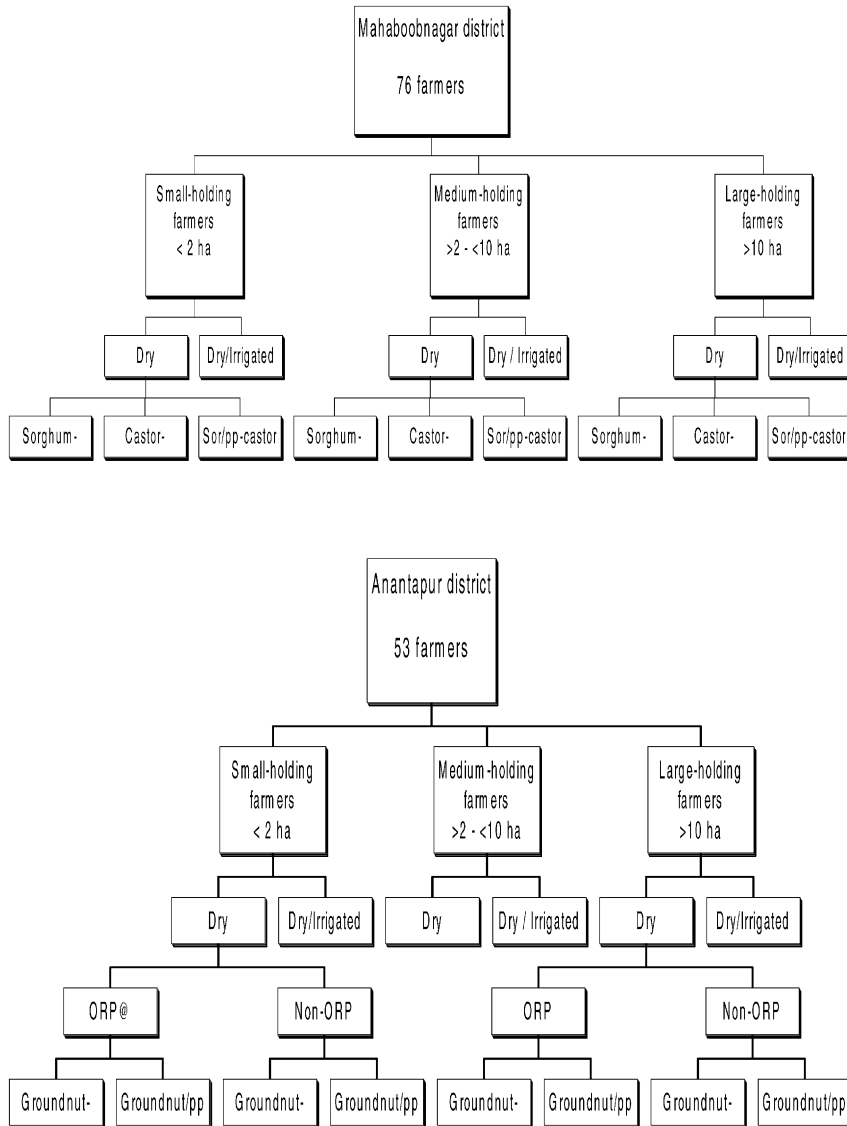 Mahaboobnagar district
76 farmers
Small-holding
farmers
< 2 ha
Medium-holding
farmers
>2 - <10 ha
Large-holding
farmers
>10 ha
Dry
Dry/Irrigated
Dry
Dry / Irrigated
Dry
Dry/Irrigated
Sorghum-
Castor-
Sor/pp-castor
Sorghum-
Castor-
Sor/pp-castor
Sorghum-
Castor-
Sor/pp-castor
Anantapur district
53 farmers
Small-holding
farmers
< 2 ha
Medium-holding
farmers
>2 - <10 ha
Large-holding
farmers
>10 ha
Dry
Dry/Irrigated
Dry
Dry / Irrigated
Dry
Dry/Irrigated
ORP@
Non-ORP
ORP
Non-ORP
Groundnut-
Groundnut/pp
Groundnut-
Groundnut/pp
Groundnut-
Groundnut/pp
Groundnut-
Groundnut/pp